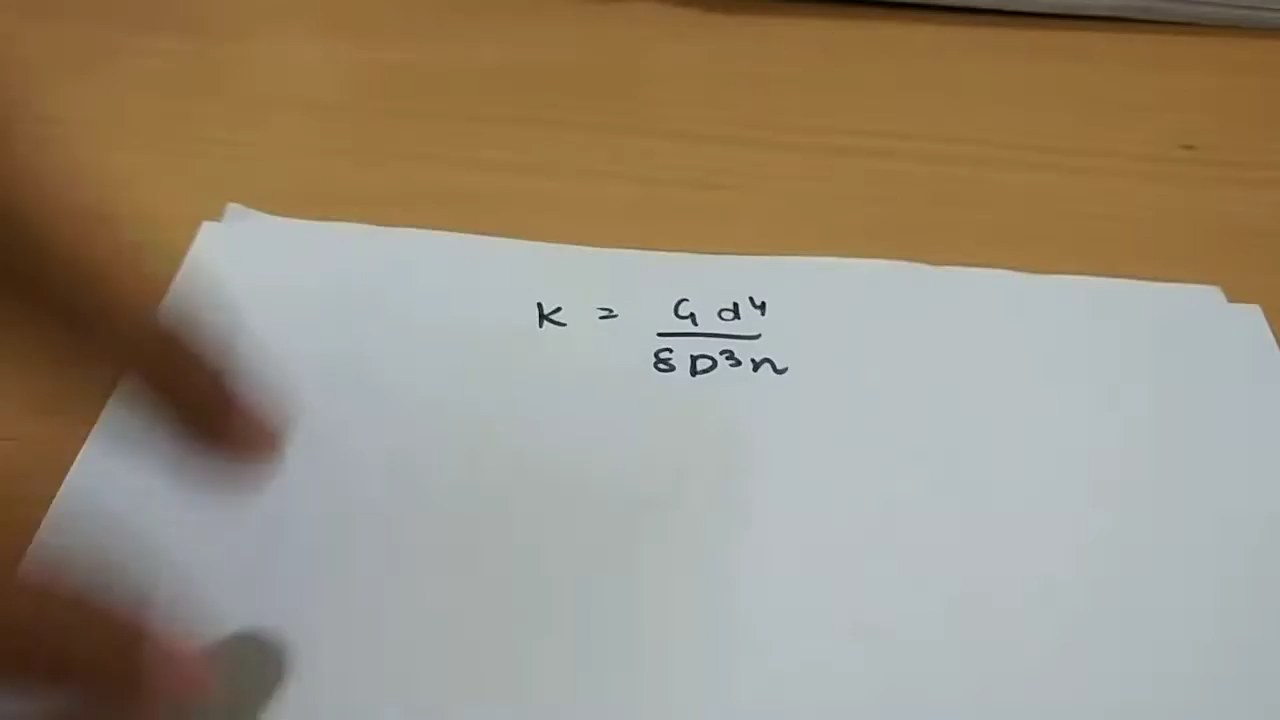 K = G d⁴
8 D³ n